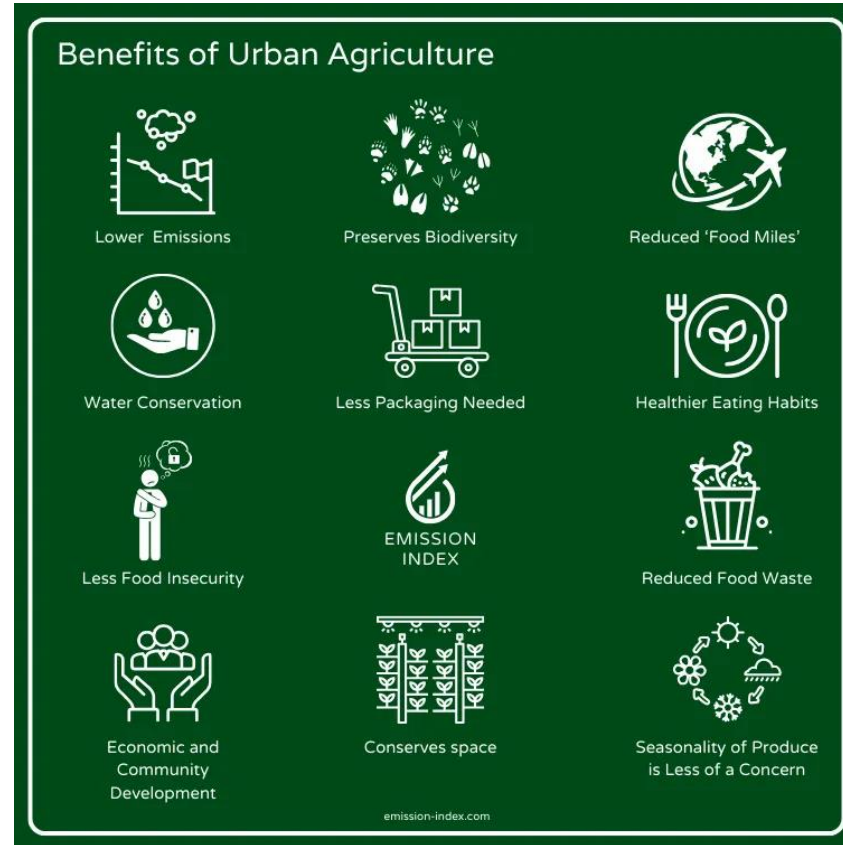 Benefits of Urban Agriculture
Lower Emissions
Preserves Biodiversity
Reduced ‘Food Miles’
Water Conservation
Less Packaging Needed
Healthier Eating Habits
Less Food Insecurity
EMISSION
INDEX
Reduced Food Waste
Economic and
Community
Development
Conserves space
Seasonality of Produce
is Less of a Concern
emission-index.com